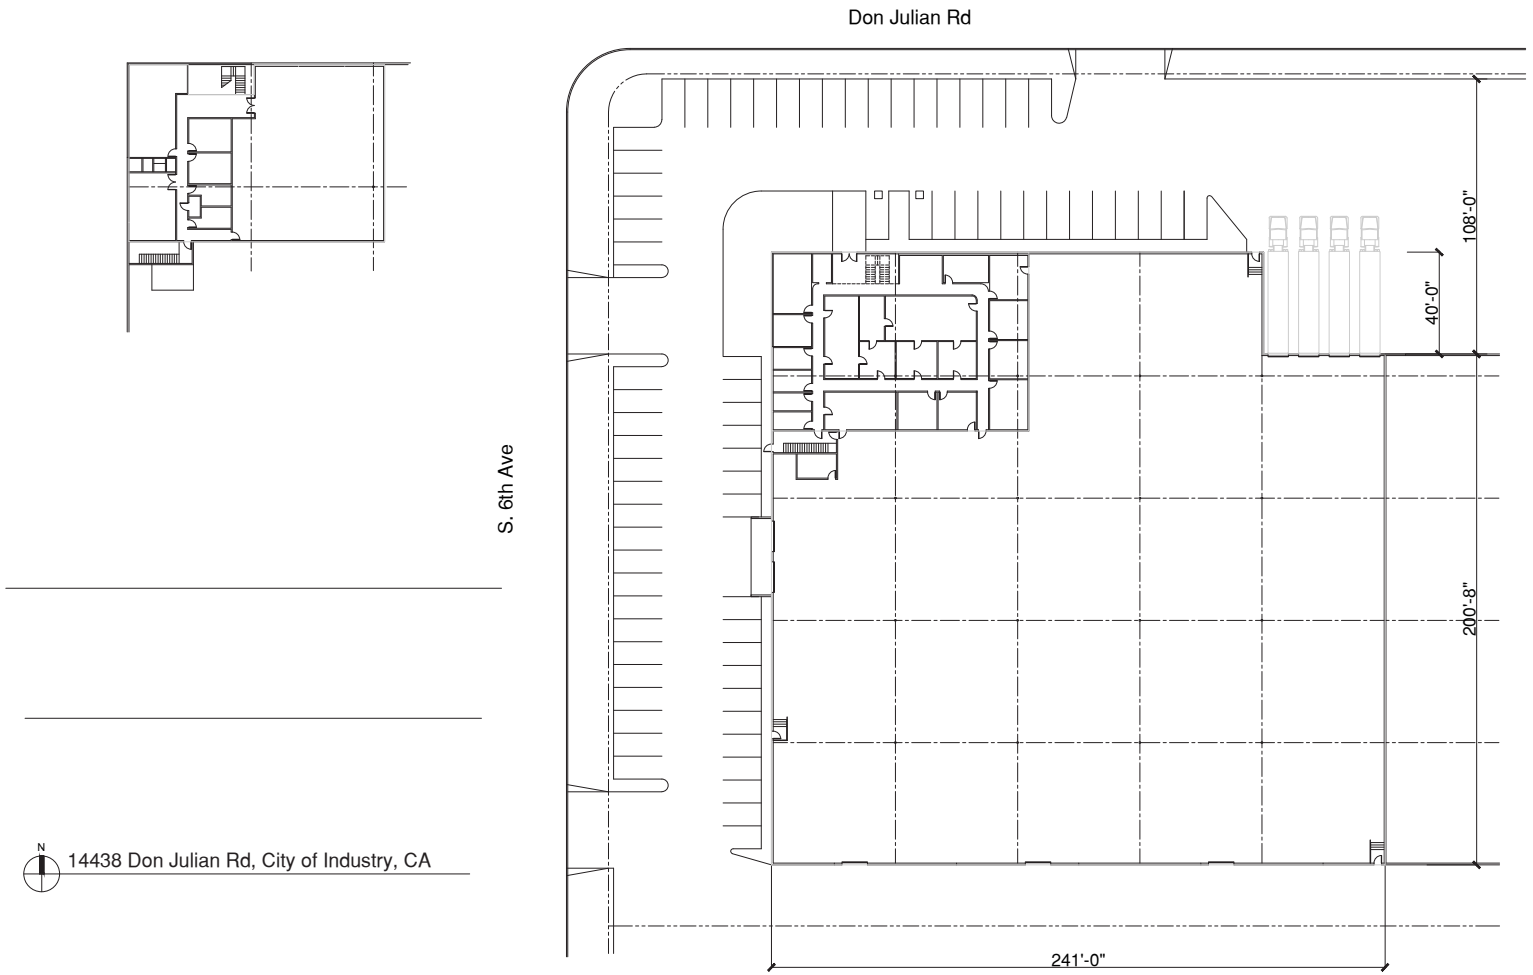 Don Julian Rd
108'-0"
40'-0"
S. 6th Ave
200'-8"
N
14438 Don Julian Rd, City of Industry, CA
241'-0"